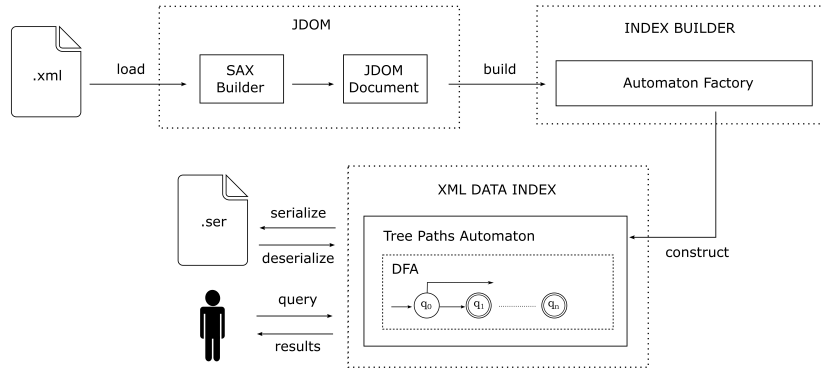 JDOM
INDEX BUILDER
.xml
load
SAX
Builder
JDOM
Document
build
Automaton Factory
XML DATA INDEX
.ser
serialize
deserialize
Tree Paths Automaton
construct
DFA
q0
q1
qn
query
results